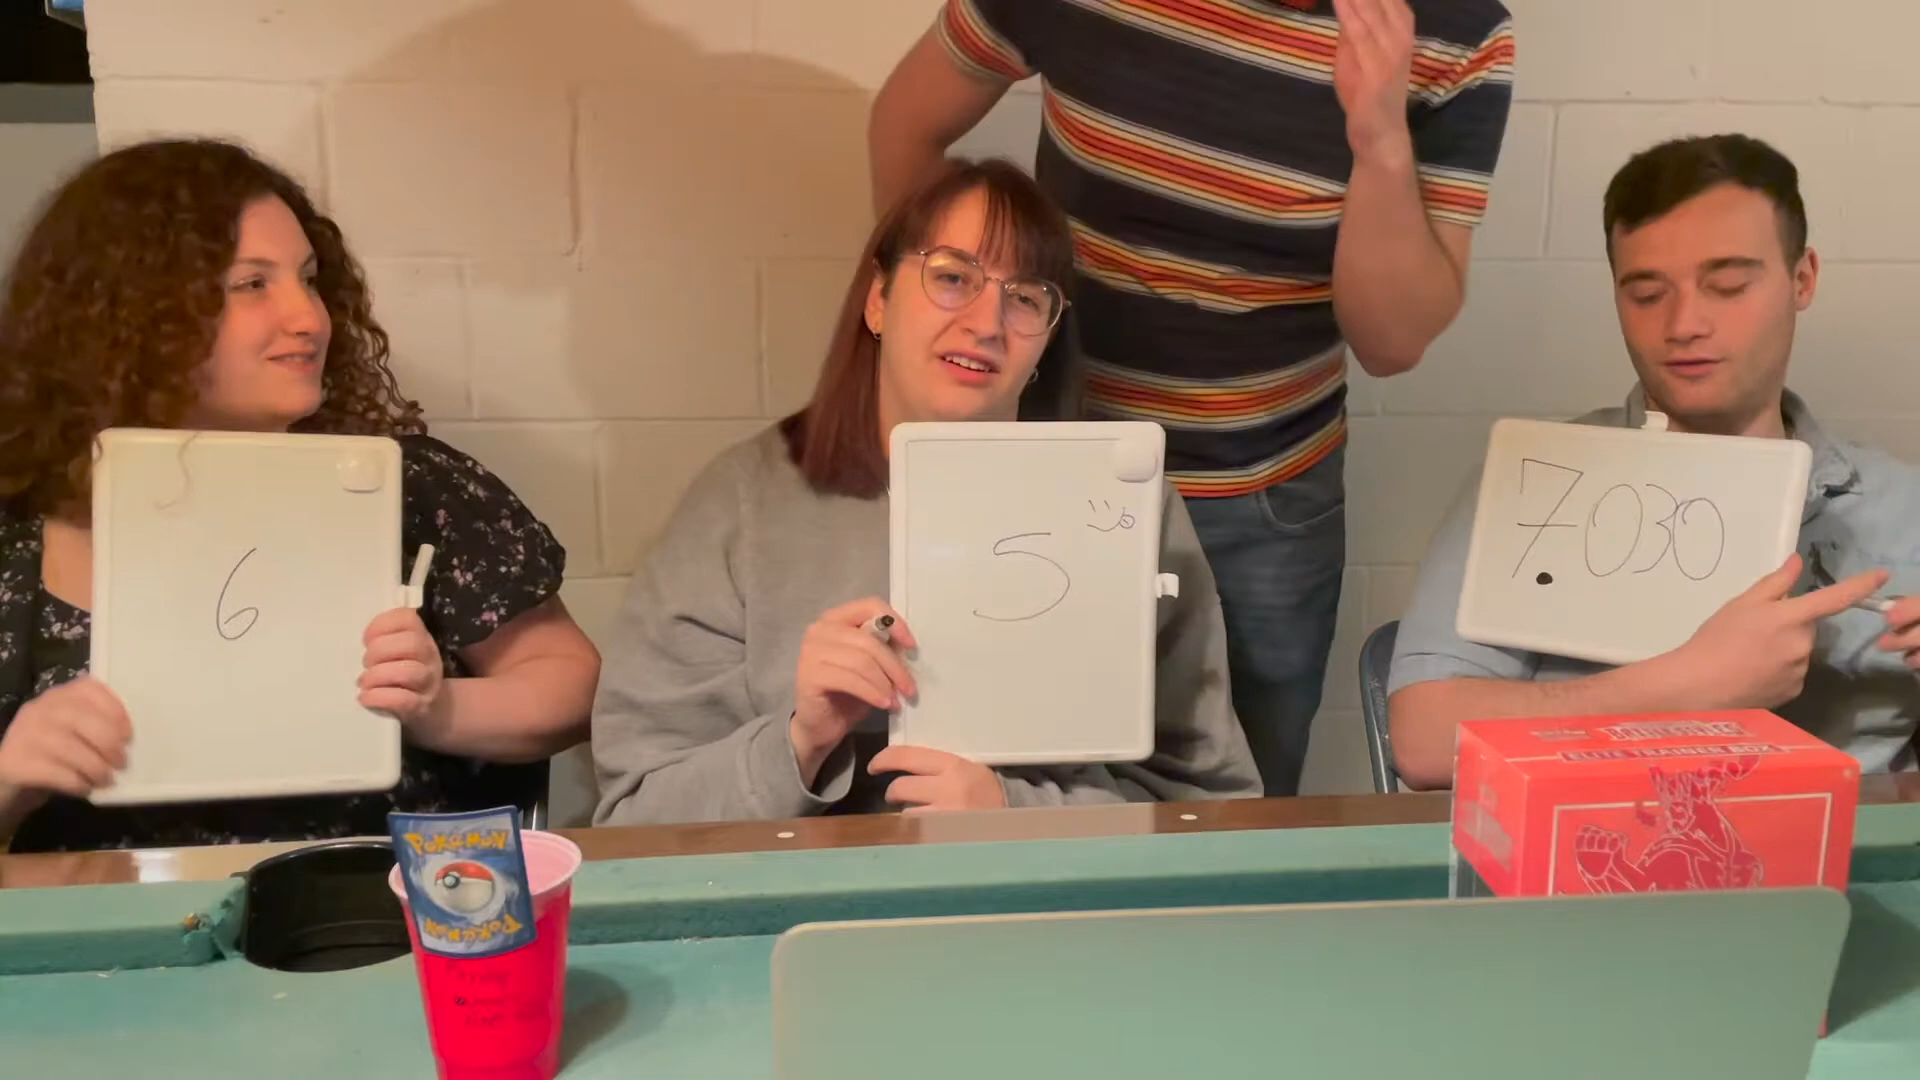 6
5
7.030
ELITE TRAINER BOX
POKéMON
POKéMON